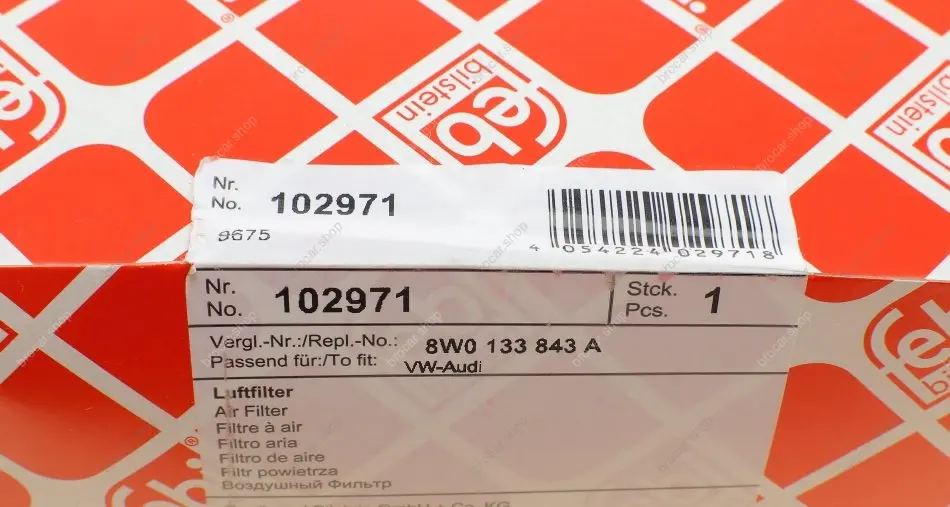 febi
bilstein
Nr.
No. 102971
9675
4 054224 029718
Nr.
No. 102971
Stck.
Pcs. 1
Vergl.-Nr.:/Repl.-No.: 8W0 133 843 A
Passend für:/To fit: VW-Audi
Luftfilter
Air Filter
Filtre à air
Filtro aria
Filtro de aire
Filtr powietrza
Воздушный Фильтр
brocar.shop